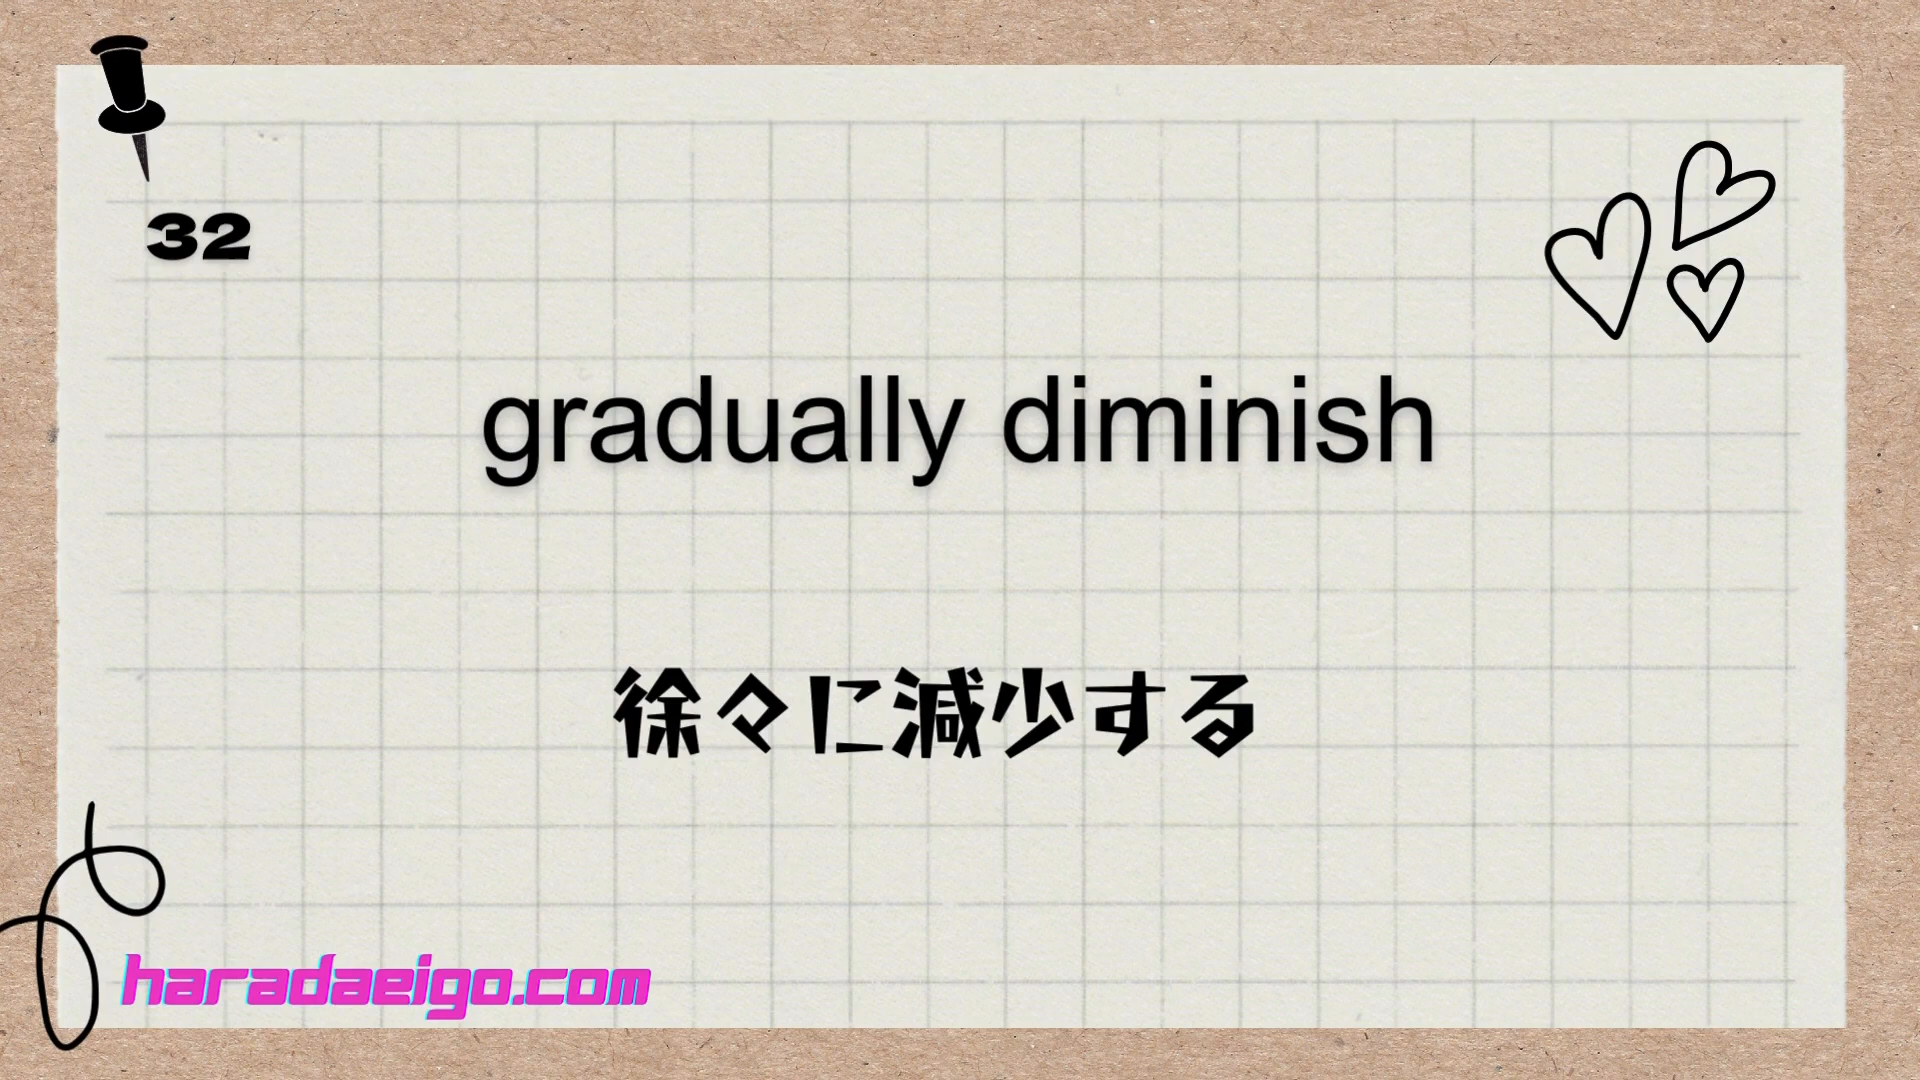 32
gradually diminish
徐々に減少する
haradaeigo.com